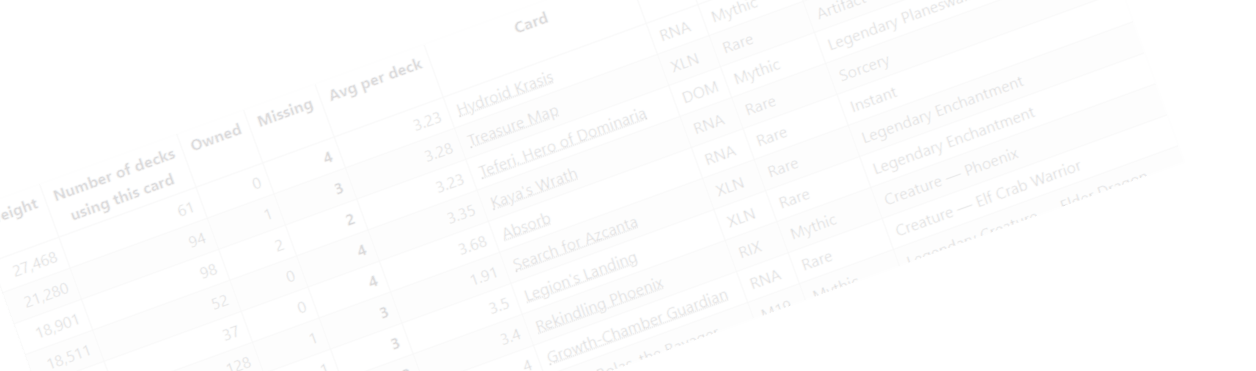 eight Number of decks using this card Owned Missing Avg per deck Card
27,468 61 0 4 3.23 Hydroid Krasis RNA Mythic
21,280 94 1 3 3.28 Treasure Map XLN Rare Artifact
18,901 98 2 2 3.23 Teferi, Hero of Dominaria DOM Mythic Legendary Planeswa
18,511 52 0 4 3.35 Kaya's Wrath RNA Rare Sorcery
37 0 4 3.68 Absorb RNA Rare Instant
128 1 3 1.91 Search for Azcanta XLN Rare Legendary Enchantment
1 3 3.5 Legion's Landing XLN Rare Legendary Enchantment
3.4 Rekindling Phoenix RIX Mythic Creature — Phoenix
4 Growth-Chamber Guardian RNA Rare Creature — Elf Crab Warrior
M19 Mythic Legendary Creature — Elder Dragon